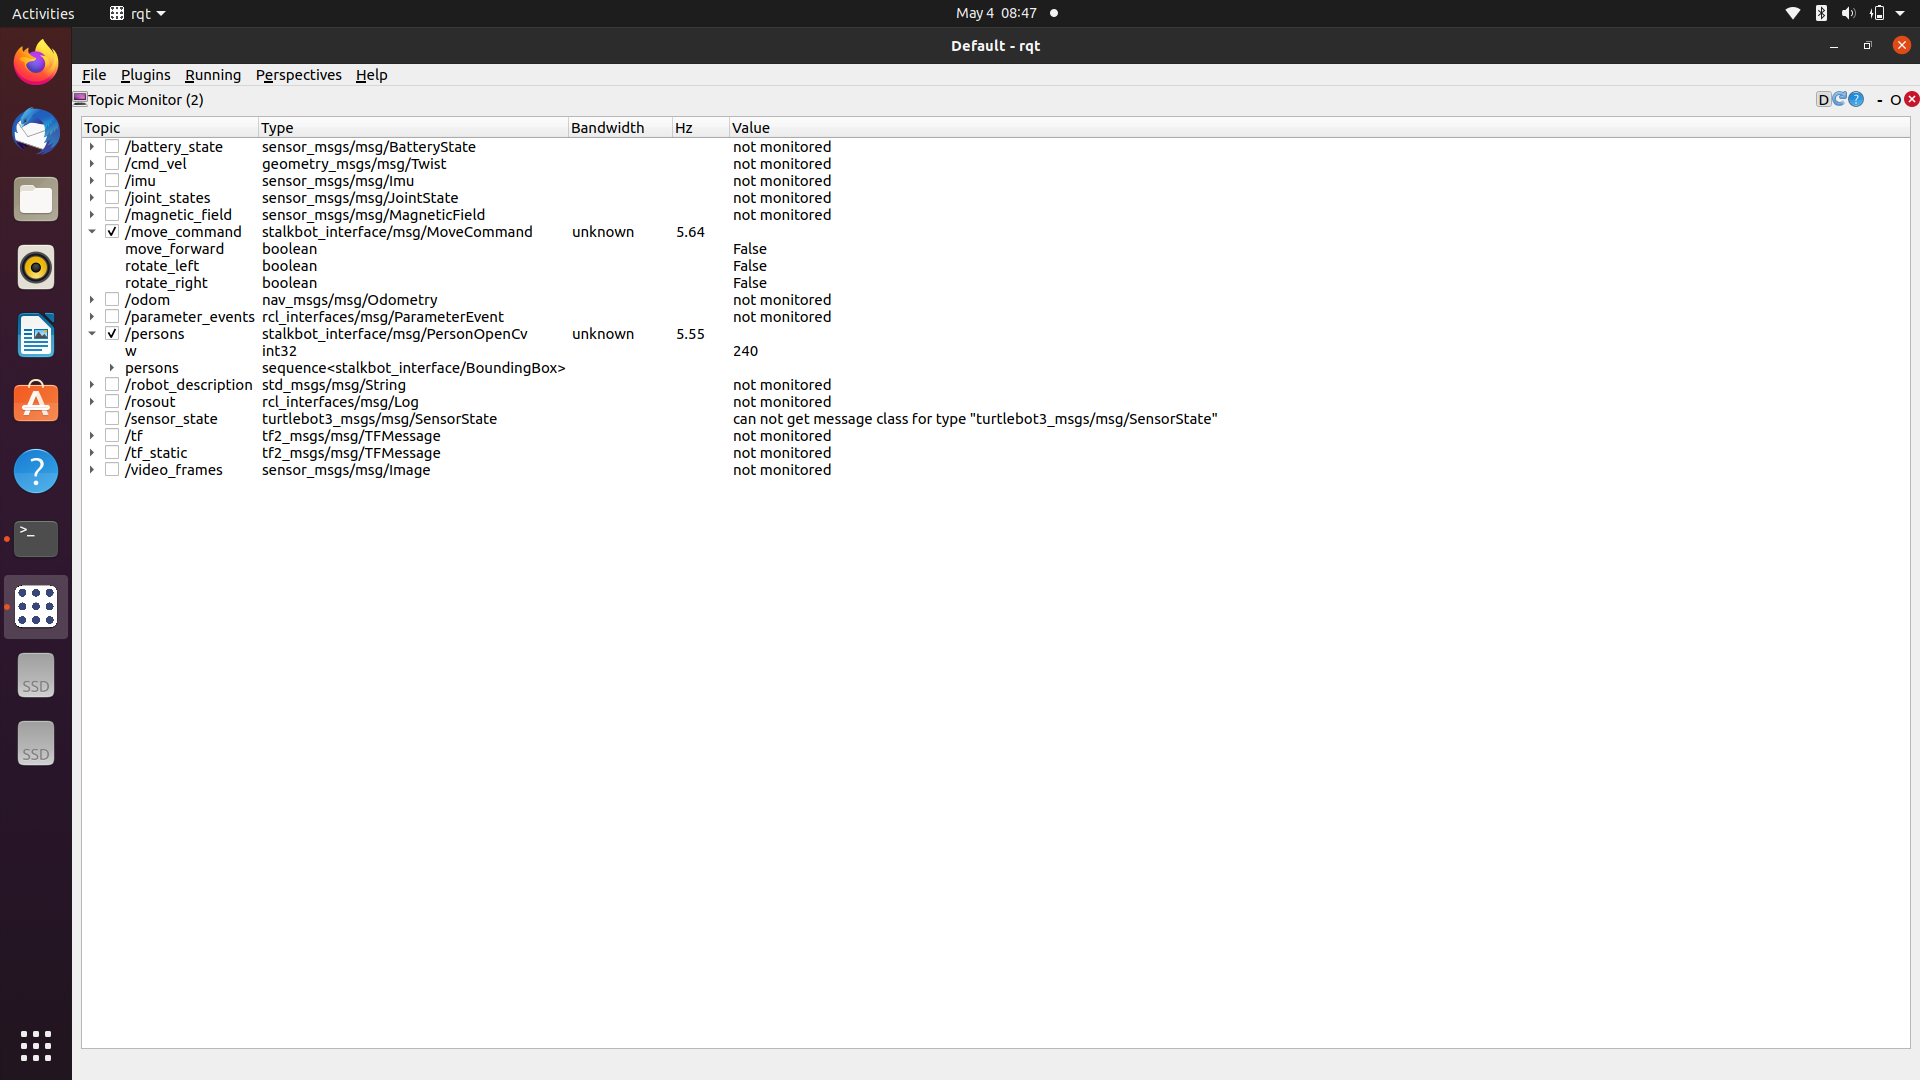 Activities rqt May 4 08:47
Default - rqt
File Plugins Running Perspectives Help
Topic Monitor (2) D ? - O
Topic Type Bandwidth Hz Value
/battery_state sensor_msgs/msg/BatteryState not monitored
/cmd_vel geometry_msgs/msg/Twist not monitored
/imu sensor_msgs/msg/Imu not monitored
/joint_states sensor_msgs/msg/JointState not monitored
/magnetic_field sensor_msgs/msg/MagneticField not monitored
/move_command stalkbot_interface/msg/MoveCommand unknown 5.64
move_forward boolean False
rotate_left boolean False
rotate_right boolean False
/odom nav_msgs/msg/Odometry not monitored
/parameter_events rcl_interfaces/msg/ParameterEvent not monitored
/persons stalkbot_interface/msg/PersonOpenCv unknown 5.55
w int32 240
persons sequence<stalkbot_interface/BoundingBox>
/robot_description std_msgs/msg/String not monitored
/rosout rcl_interfaces/msg/Log not monitored
/sensor_state turtlebot3_msgs/msg/SensorState can not get message class for type "turtlebot3_msgs/msg/SensorState"
/tf tf2_msgs/msg/TFMessage not monitored
/tf_static tf2_msgs/msg/TFMessage not monitored
/video_frames sensor_msgs/msg/Image not monitored
?
>_
SSD
SSD